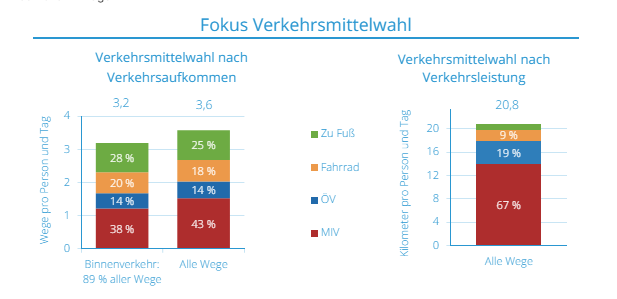 Fokus Verkehrsmittelwahl
Verkehrsmittelwahl nach
Verkehrsaufkommen
3,2
3,6
Wege pro Person und Tag
4
3
2
1
0
28 %
20 %
14 %
38 %
25 %
18 %
14 %
43 %
Binnenverkehr:
89 % aller Wege
Alle Wege
Zu Fuß
Fahrrad
ÖV
MIV
Verkehrsmittelwahl nach
Verkehrsleistung
20,8
Kilometer pro Person und Tag
20
16
12
8
4
0
9 %
19 %
67 %
Alle Wege